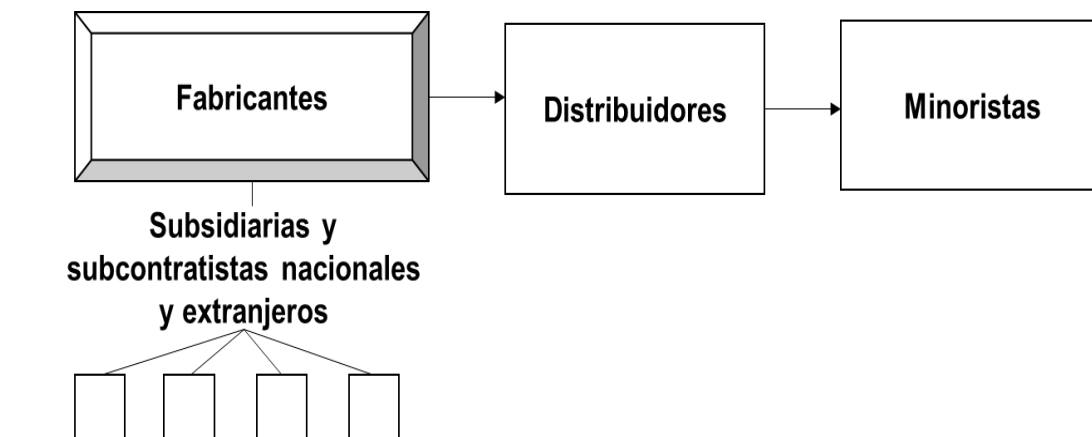 Fabricantes
Distribuidores
Minoristas
Subsidiarias y
subcontratistas nacionales
y extranjeros